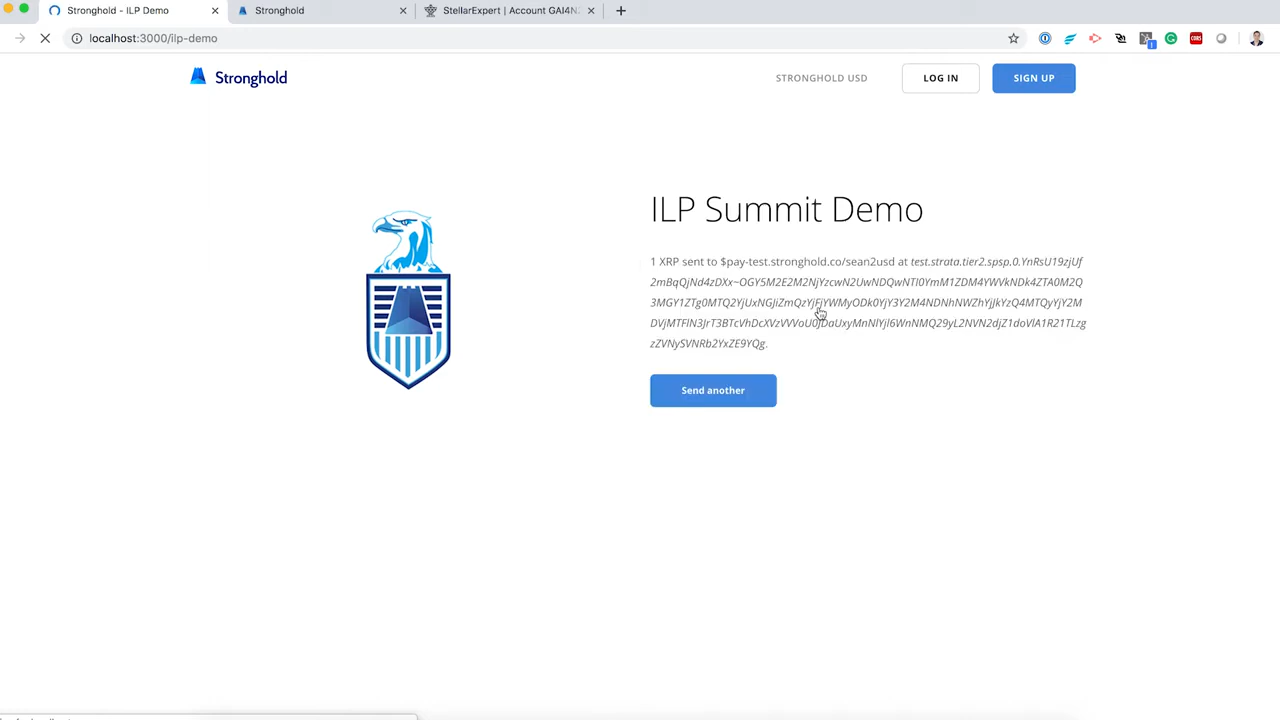 Stronghold - ILP Demo
Stronghold
StellarExpert | Account GAI4N
localhost:3000/ilp-demo
Stronghold
STRONGHOLD USD
LOG IN
SIGN UP
ILP Summit Demo
1 XRP sent to $pay-test.stronghold.co/sean2usd at test.strata.tier2.spsp.0.YnRsU19zjUf
2mBqQjNd4zDXx~OGY5M2E2M2NjYzcwN2UwNDQwNTI0YmM1ZDM4YWVkNDk4ZTA0M2Q
3MGY1ZTg0MTQ2YjUxNGJiZmQzYjFjYWMyODk0YjY3Y2M4NDNhNWZhYjJkYzQ4MTQyYjY2M
zZVNySVNRb2YxZE9YQg.
Send another